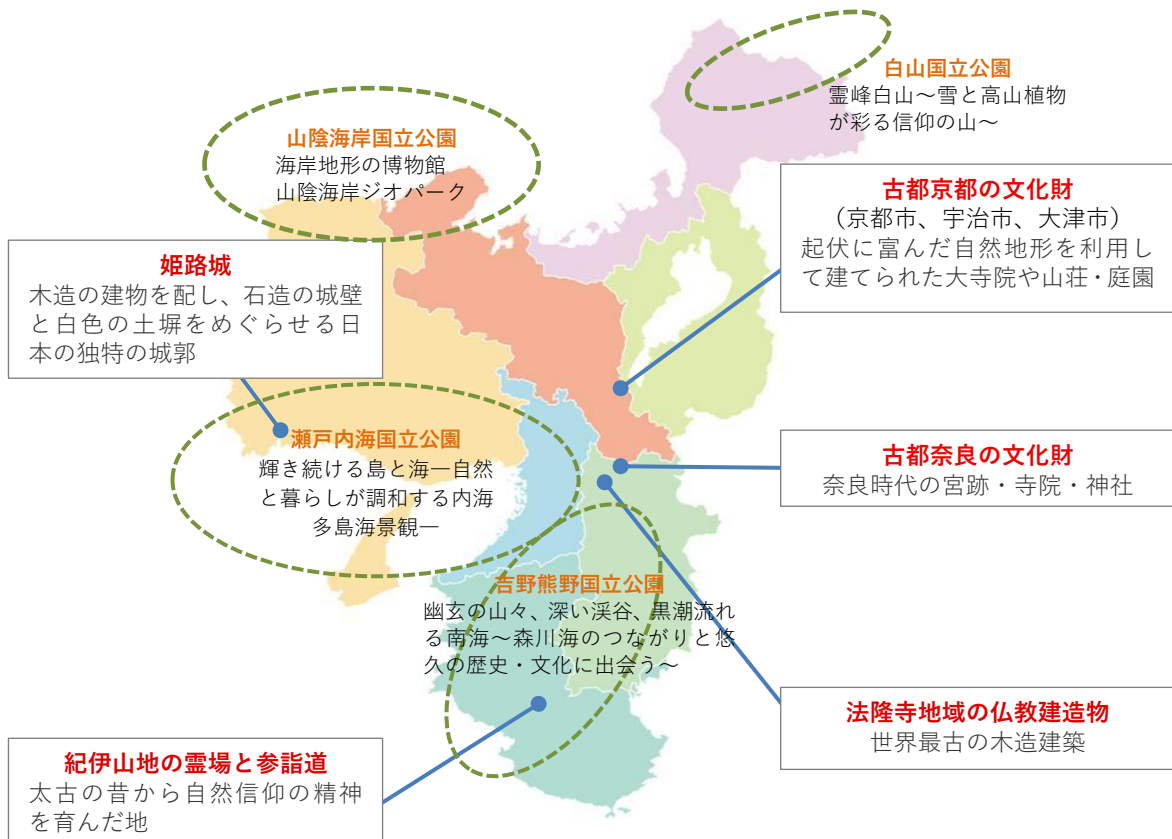 白山国立公園
霊峰白山～雪と高山植物
が彩る信仰の山～
山陰海岸国立公園
海岸地形の博物館
山陰海岸ジオパーク
古都京都の文化財
（京都市、宇治市、大津市）
起伏に富んだ自然地形を利用し
て建てられた大寺院や山荘・庭園
姫路城
木造の建物を配し、石造の城壁
と白色の土塀をめぐらせる日
本の独特の城郭
瀬戸内海国立公園
輝き続ける島と海―自然
と暮らしが調和する内海
多島海景観―
古都奈良の文化財
奈良時代の宮跡・寺院・神社
吉野熊野国立公園
幽玄の山々、深い渓谷、黒潮流れ
る南海～森川海のつながりと悠
久の歴史・文化に出会う～
法隆寺地域の仏教建造物
世界最古の木造建築
紀伊山地の霊場と参詣道
太古の昔から自然信仰の精神
を育んだ地